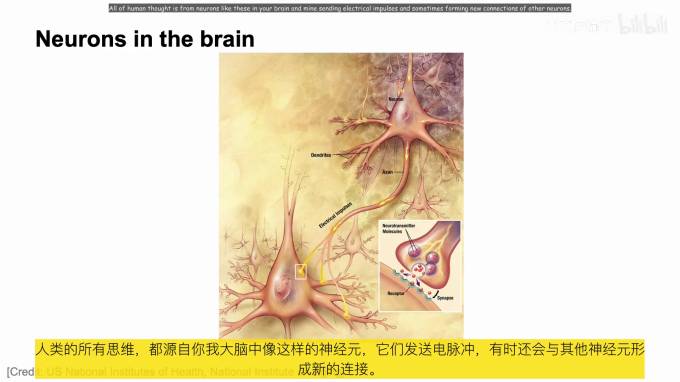 All of human thought is from neurons like these in your brain and mine sending electrical impulses and sometimes forming new connections of other neurons.
bilibili
Neurons in the brain
Neuron
Dendrites
Axon
Electrical impulses
Neurotransmitter
Molecules
Receptor
Synapse
人类的所有思维，都源自你我大脑中像这样的神经元，它们发送电脉冲，有时还会与其他神经元形
成新的连接。
[Credit: US National Institutes of Health, National Institute